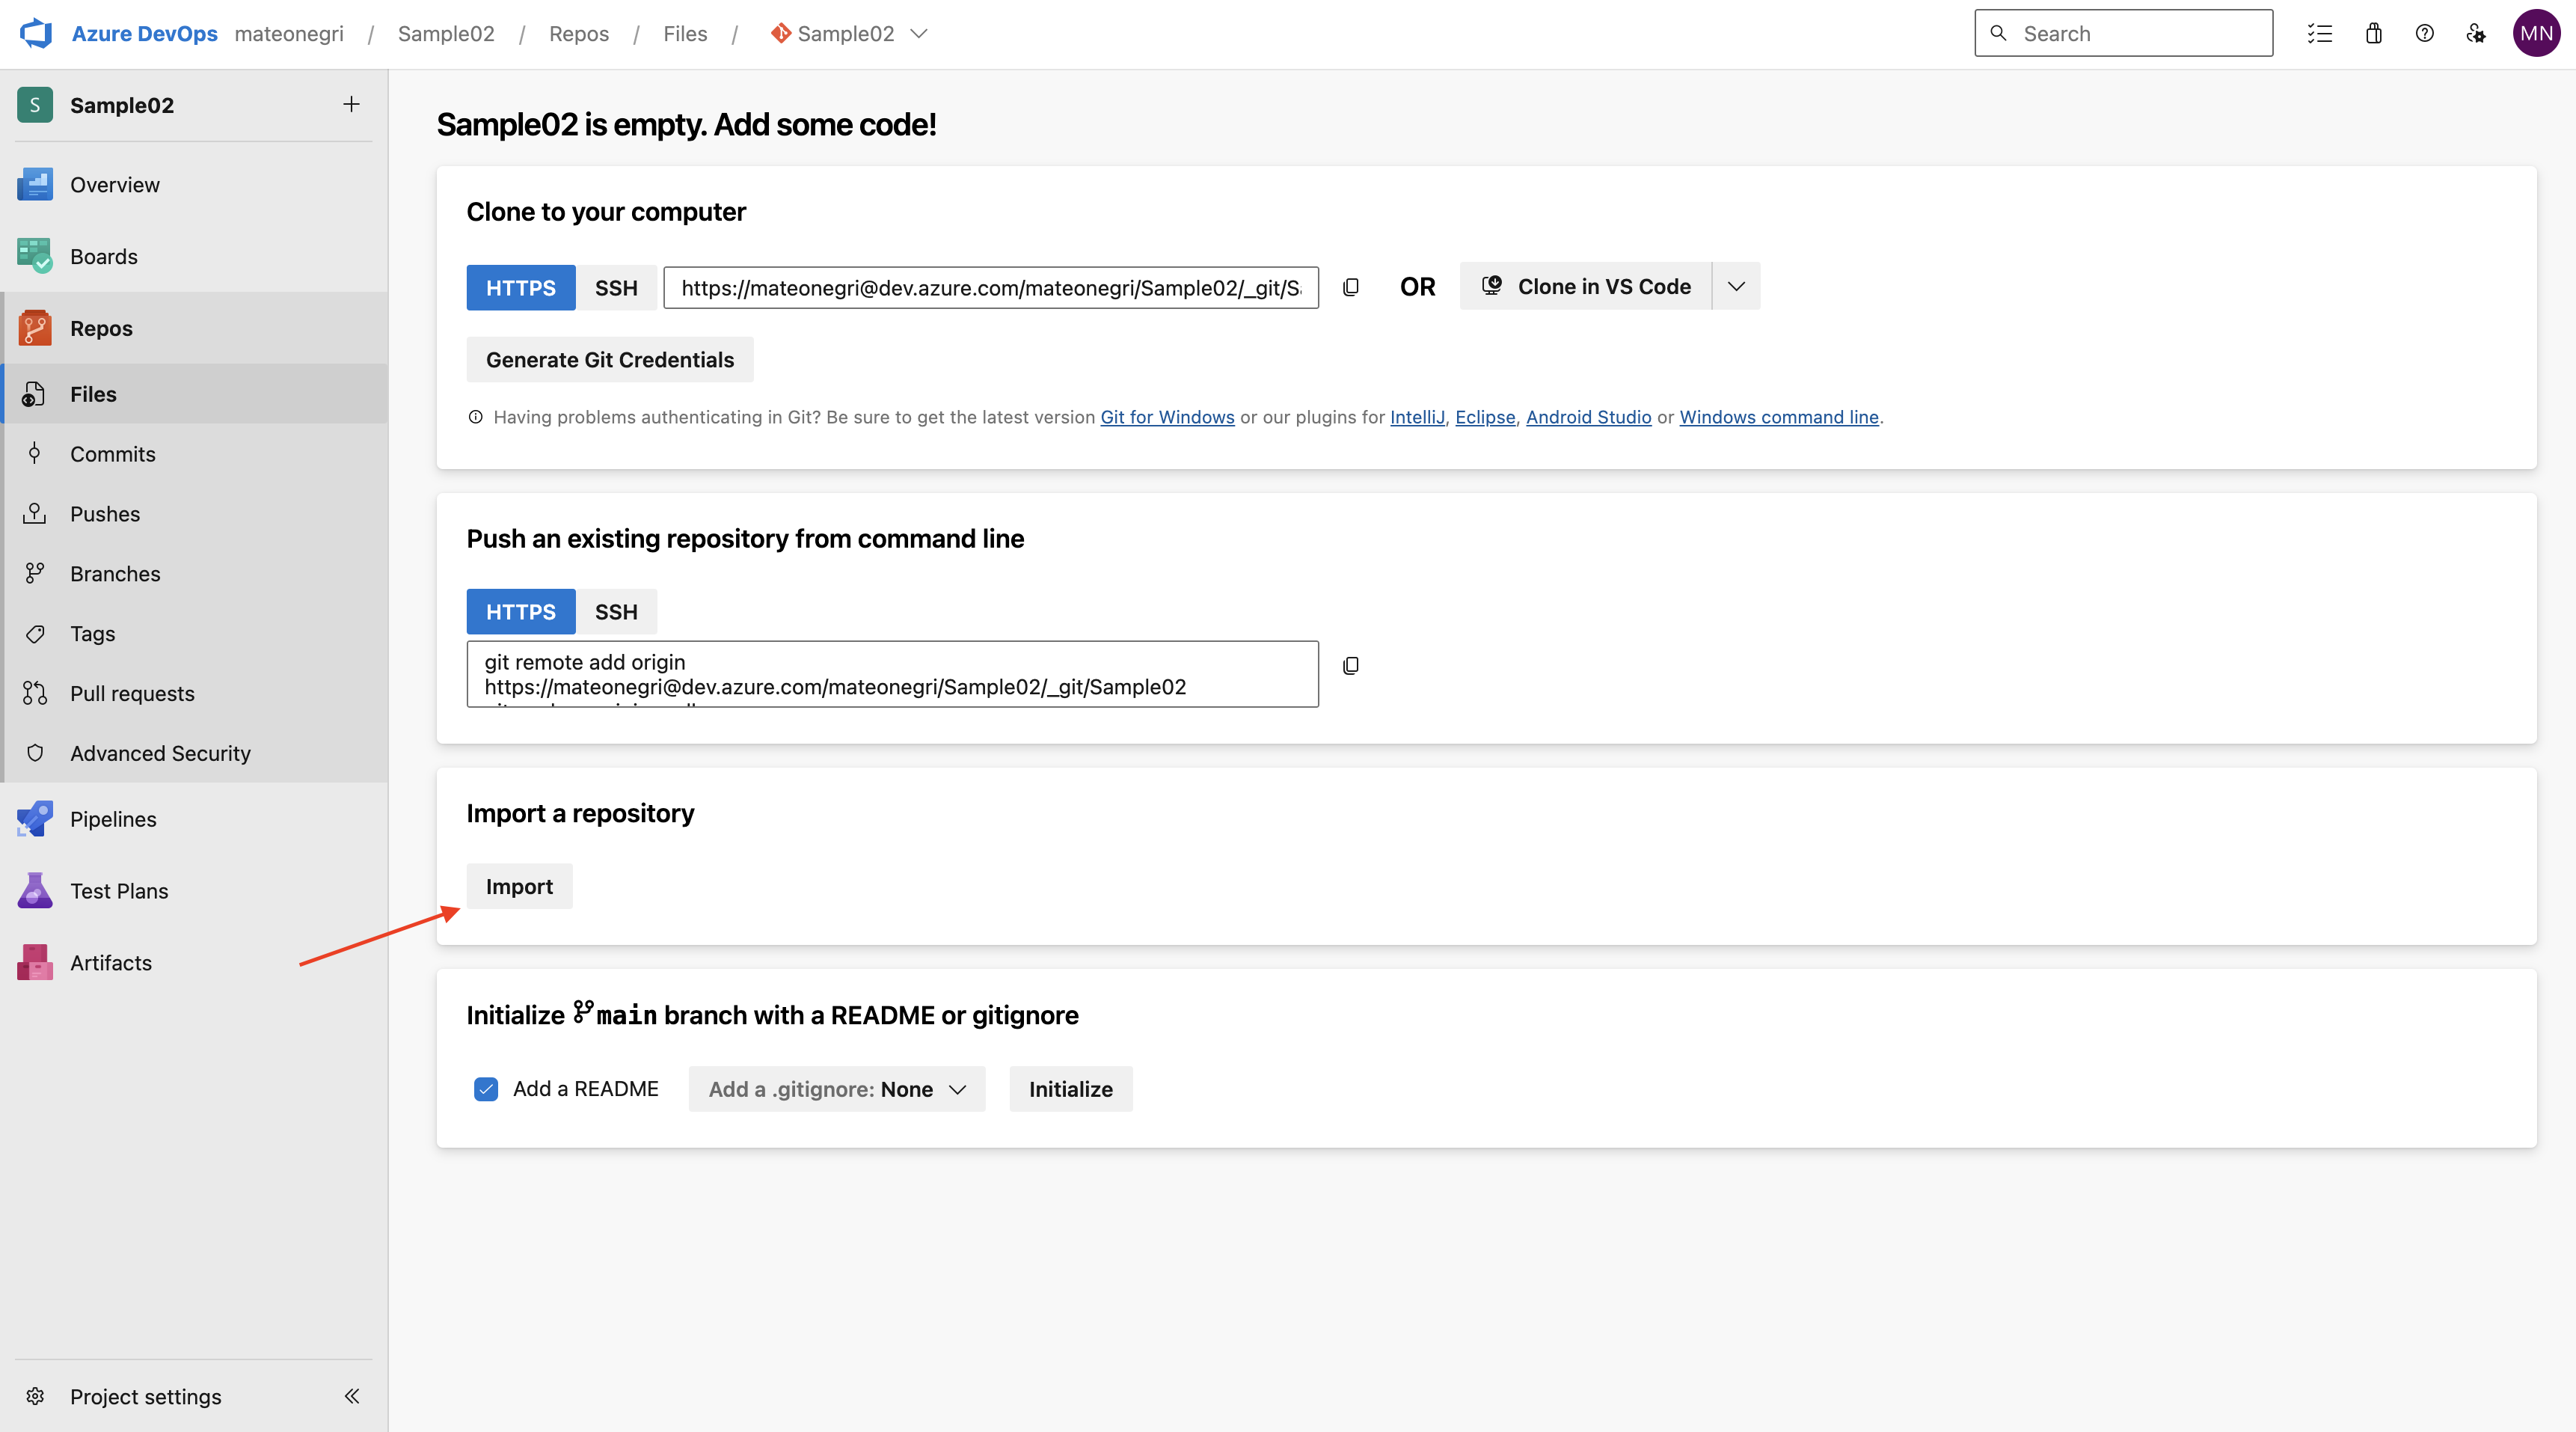 Azure DevOps mateonegri / Sample02 / Repos / Files / Sample02
Search
MN
S Sample02
Overview
Boards
Repos
Files
Commits
Pushes
Branches
Tags
Pull requests
Advanced Security
Pipelines
Test Plans
Artifacts
Project settings
Sample02 is empty. Add some code!
Clone to your computer
HTTPS SSH https://mateonegri@dev.azure.com/mateonegri/Sample02/_git/S OR Clone in VS Code
Generate Git Credentials
Having problems authenticating in Git? Be sure to get the latest version Git for Windows or our plugins for IntelliJ, Eclipse, Android Studio or Windows command line.
Push an existing repository from command line
HTTPS SSH
git remote add origin
https://mateonegri@dev.azure.com/mateonegri/Sample02/_git/Sample02
Import a repository
Import
Initialize main branch with a README or gitignore
Add a README Add a .gitignore: None Initialize